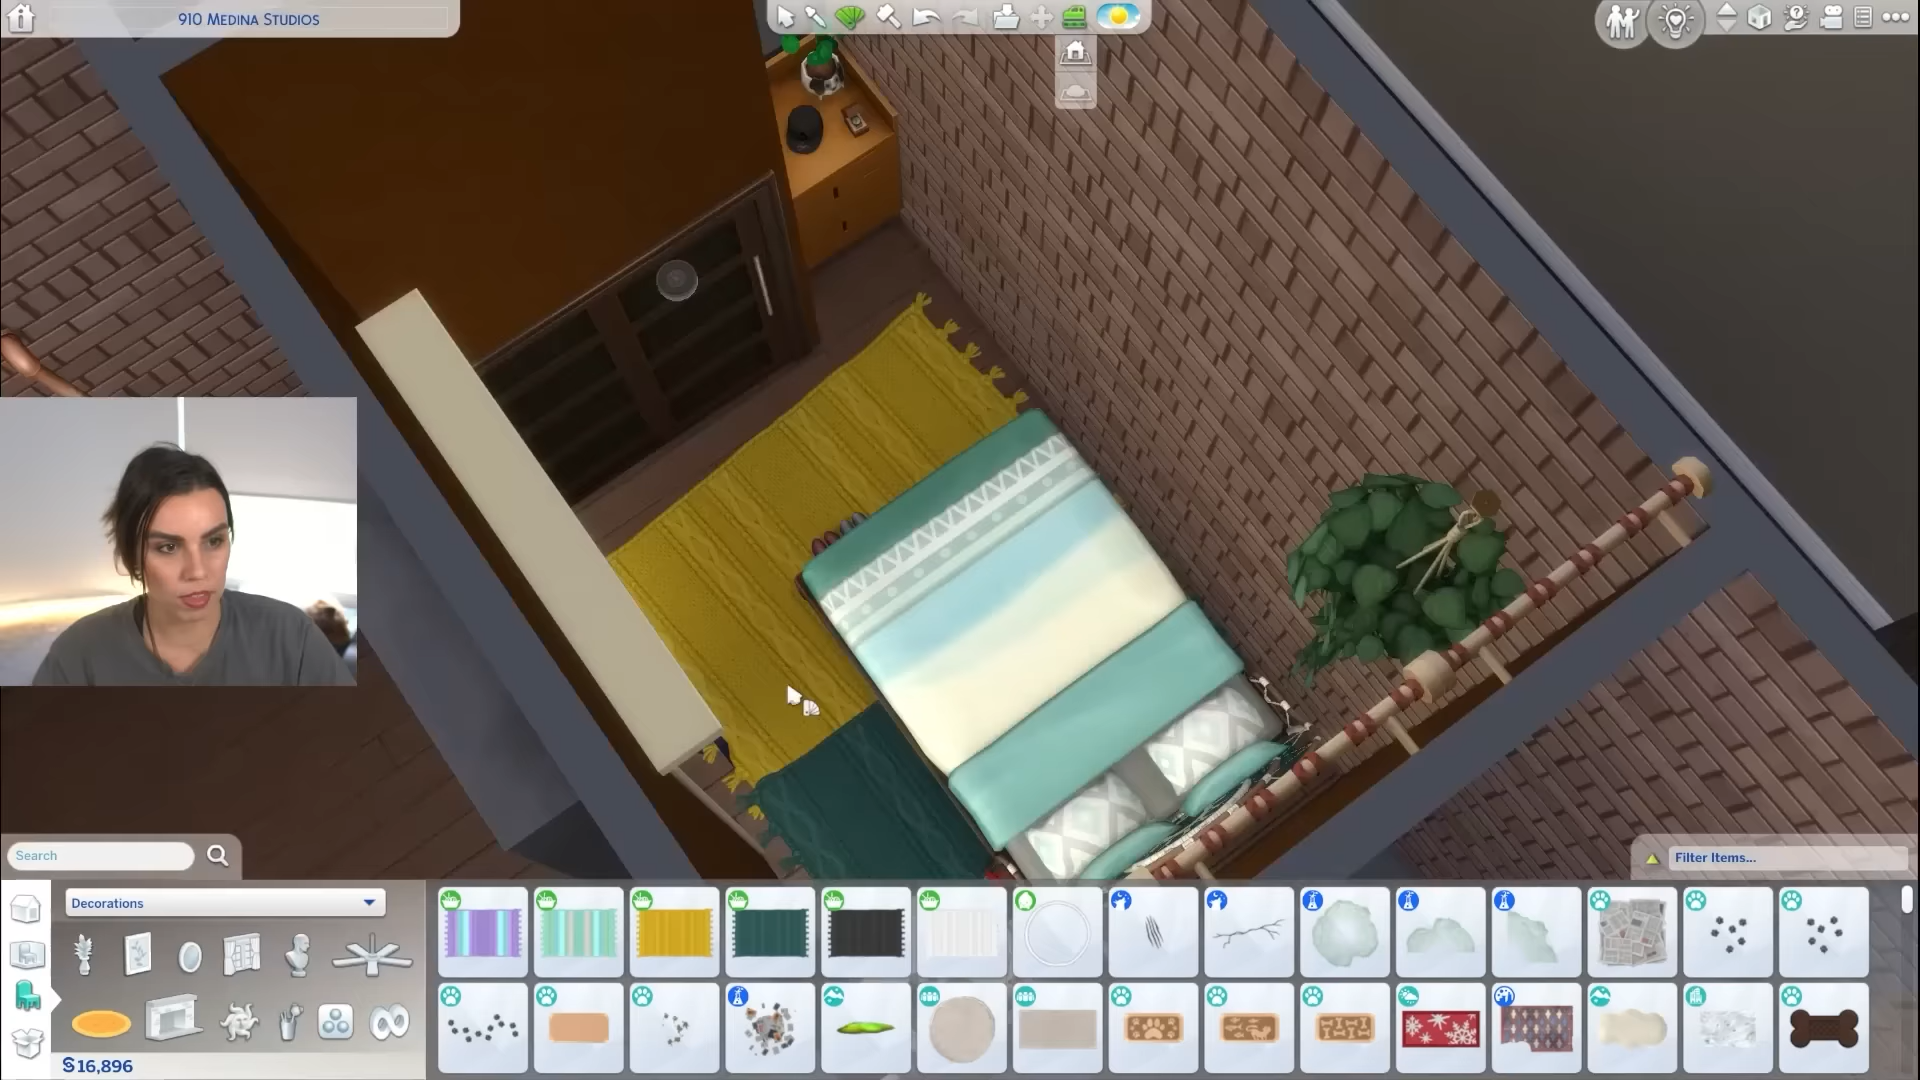 910 Medina Studios
Search
Filter Items...
Decorations
§16,896